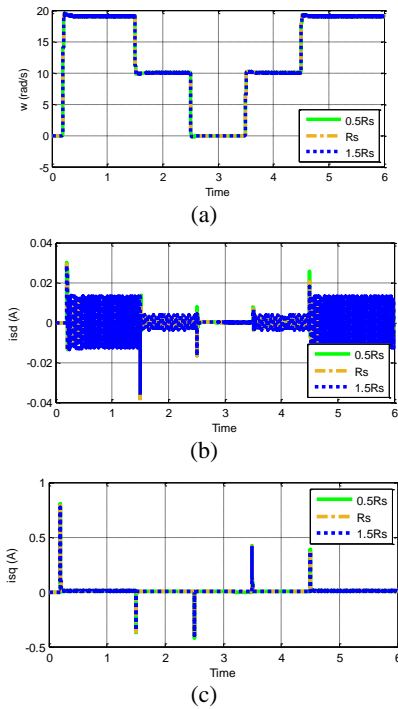 20
15
10
5
0
-5
w (rad/s)
0.5Rs
Rs
1.5Rs
0 1 2 3 4 5 6
Time
(a)
0.04
0.02
0
-0.02
-0.04
isd (A)
0.5Rs
Rs
1.5Rs
0 1 2 3 4 5 6
Time
(b)
1
0.5
0
-0.5
isq (A)
0.5Rs
Rs
1.5Rs
0 1 2 3 4 5 6
Time
(c)